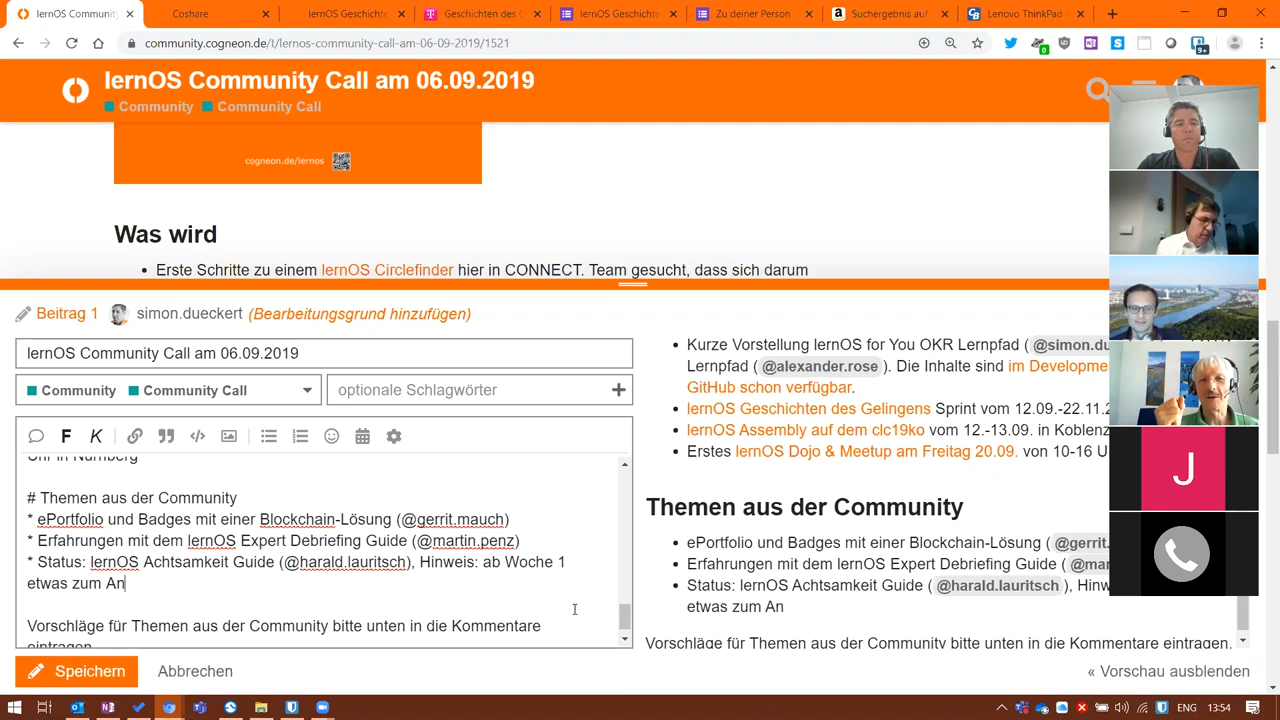 lernOS Community
Coshare
lernOS Geschichte
Geschichten des G
lernOS Geschichte
Zu deiner Person
Suchergebnis auf
Lenovo ThinkPad
community.cogneon.de/t/lernos-community-call-am-06-09-2019/1521
9+
lernOS Community Call am 06.09.2019
Community Community Call
cogneon.de/lernos
Was wird
Erste Schritte zu einem lernOS Circlefinder hier in CONNECT. Team gesucht, dass sich darum
Beitrag 1 simon.dueckert (Bearbeitungsgrund hinzufügen)
lernOS Community Call am 06.09.2019
Community Community Call
optionale Schlagwörter
F K
Uhr in Nürnberg
# Themen aus der Community
* ePortfolio und Badges mit einer Blockchain-Lösung (@gerrit.mauch)
* Erfahrungen mit dem lernOS Expert Debriefing Guide (@martin.penz)
* Status: lernOS Achtsamkeit Guide (@harald.lauritsch), Hinweis: ab Woche 1
etwas zum An
Vorschläge für Themen aus der Community bitte unten in die Kommentare
eintragen
Kurze Vorstellung lernOS for You OKR Lernpfad ( @simon.du
Lernpfad ( @alexander.rose ). Die Inhalte sind im Developme
GitHub schon verfügbar.
lernOS Geschichten des Gelingens Sprint vom 12.09.-22.11.2
lernOS Assembly auf dem clc19ko vom 12.-13.09. in Koblenz
Erstes lernOS Dojo & Meetup am Freitag 20.09. von 10-16 U
Themen aus der Community
ePortfolio und Badges mit einer Blockchain-Lösung ( @gerrit.
Erfahrungen mit dem lernOS Expert Debriefing Guide ( @mar
Status: lernOS Achtsamkeit Guide ( @harald.lauritsch ), Hinw
etwas zum An
Vorschläge für Themen aus der Community bitte unten in die Kommentare eintragen.
J
Speichern Abbrechen
« Vorschau ausblenden
ENG 13:54